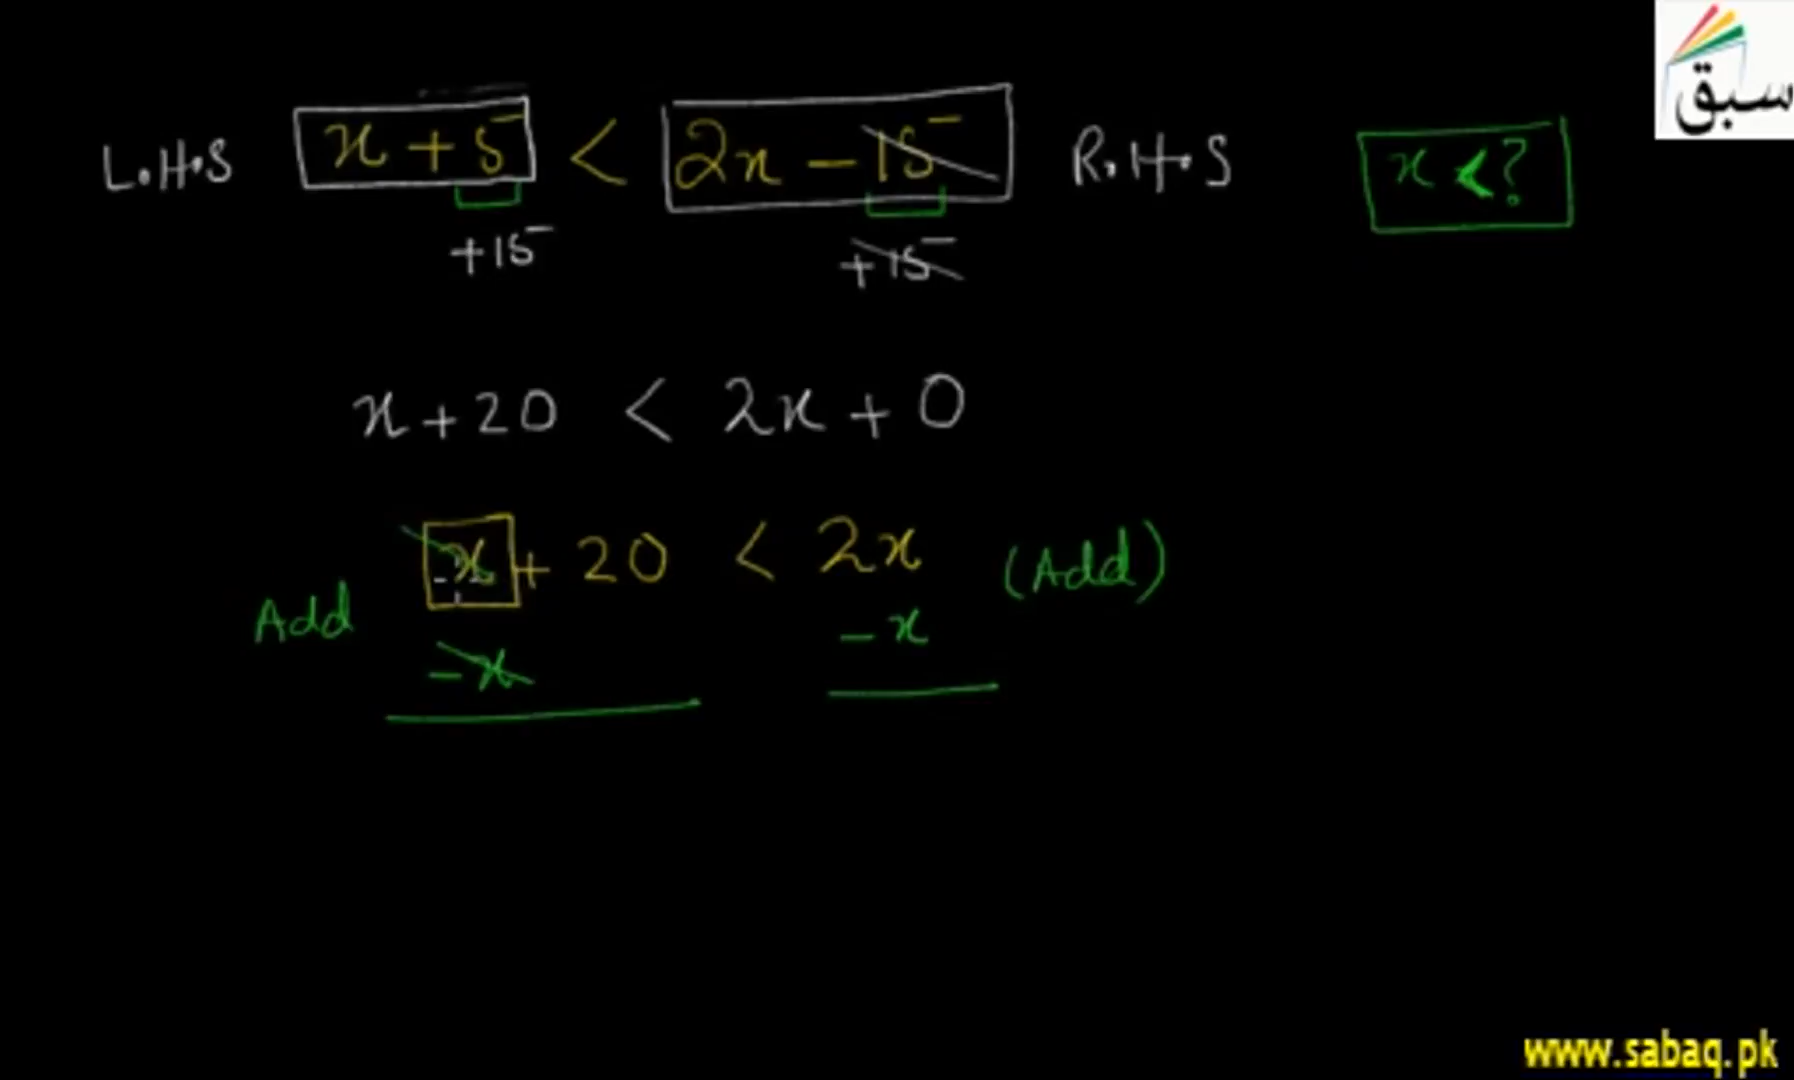 سبق
L.H.S x + 5 < 2x - 15 R.H.S x < ?
+15 +15
x + 20 < 2x + 0
x + 20 < 2x (Add)
Add -x -x
www.sabaq.pk